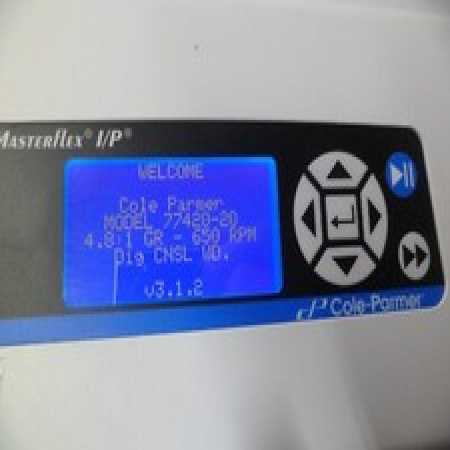 MASTERFLEX® I/P®
WELCOME
Cole Parmer
MODEL 77420-20
4.8:1 GR - 650 RPM
Dig CNSL WD.
v3.1.2
Cole-Parmer